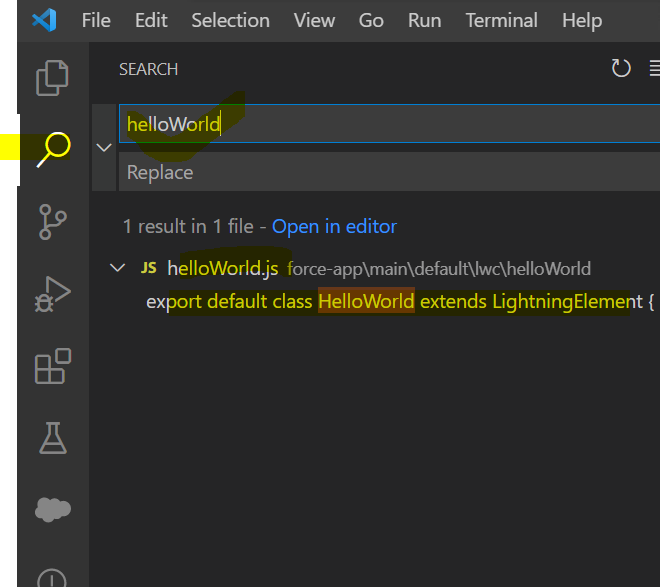 File Edit Selection View Go Run Terminal Help
SEARCH
helloWorld
Replace
1 result in 1 file - Open in editor
JS helloWorld.js force-app\main\default\lwc\helloWorld
export default class HelloWorld extends LightningElement {